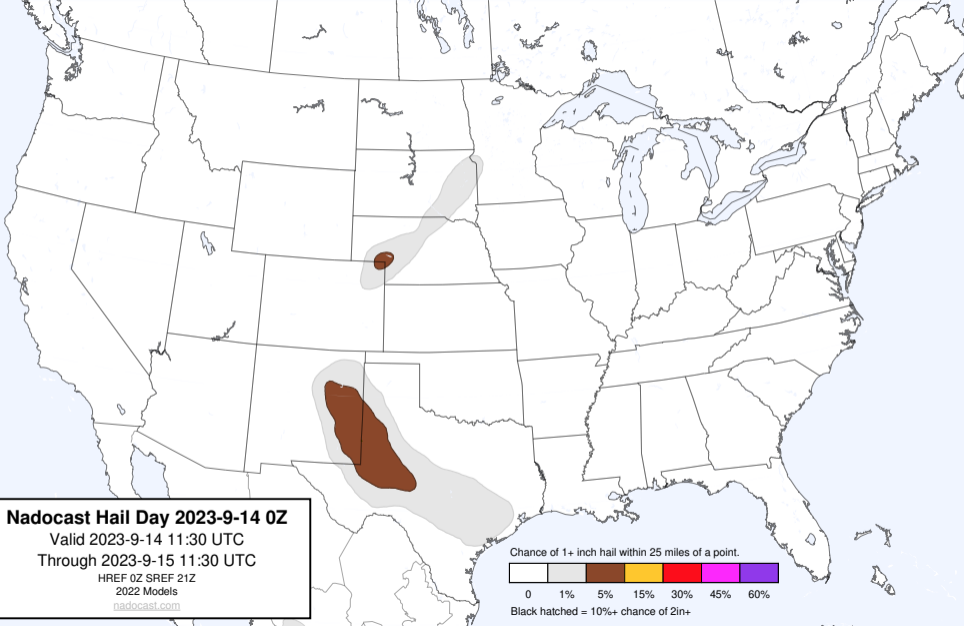 Nadocast Hail Day 2023-9-14 0Z
Valid 2023-9-14 11:30 UTC
Through 2023-9-15 11:30 UTC
HREF 0Z SREF 21Z
2022 Models
nadocast.com
Chance of 1+ inch hail within 25 miles of a point.
0 1% 5% 15% 30% 45% 60%
Black hatched = 10%+ chance of 2in+